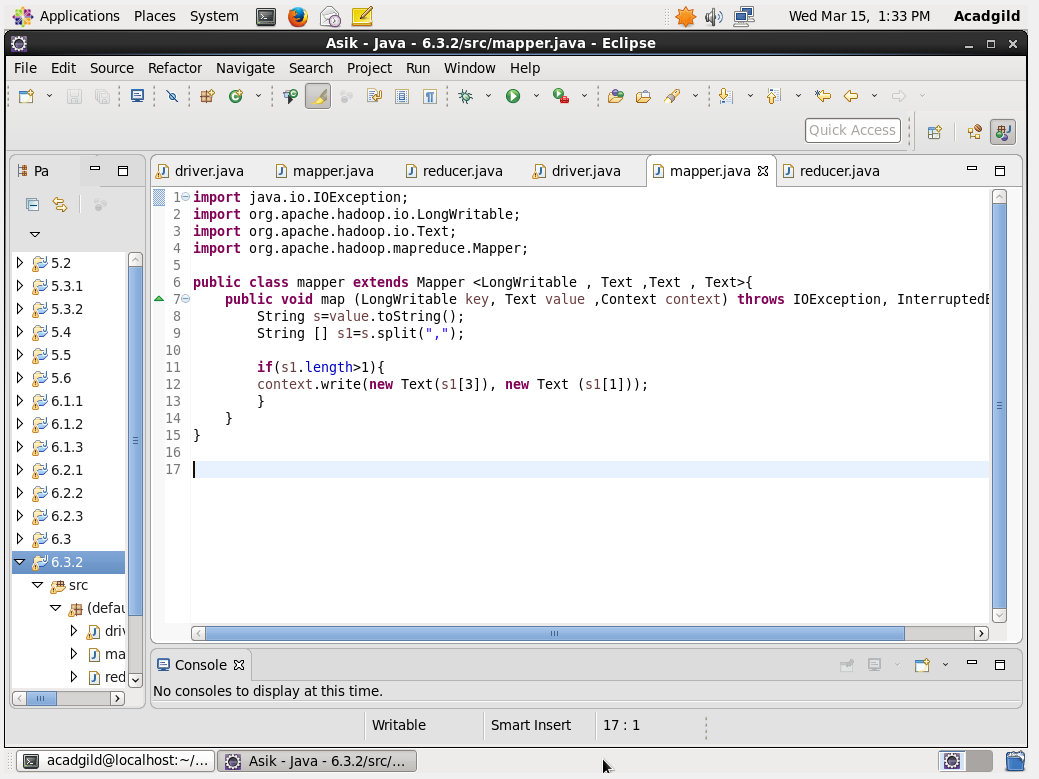 Applications Places System Wed Mar 15, 1:33 PM Acadgild
Asik - Java - 6.3.2/src/mapper.java - Eclipse
File Edit Source Refactor Navigate Search Project Run Window Help
Quick Access
Pa
driver.java mapper.java reducer.java driver.java mapper.java reducer.java
5.2
5.3.1
5.3.2
5.4
5.5
5.6
6.1.1
6.1.2
6.1.3
6.2.1
6.2.2
6.2.3
6.3
6.3.2
src
(defau
driv
ma
red
1 import java.io.IOException;
2 import org.apache.hadoop.io.LongWritable;
3 import org.apache.hadoop.io.Text;
4 import org.apache.hadoop.mapreduce.Mapper;
5
6 public class mapper extends Mapper <LongWritable , Text ,Text , Text>{
7 public void map (LongWritable key, Text value ,Context context) throws IOException, InterruptedE
8 String s=value.toString();
9 String [] s1=s.split(",");
10
11 if(s1.length>1){
12 context.write(new Text(s1[3]), new Text (s1[1]));
13 }
14 }
15 }
16
17
Console
No consoles to display at this time.
Writable Smart Insert 17 : 1
acadgild@localhost:~/... Asik - Java - 6.3.2/src/...